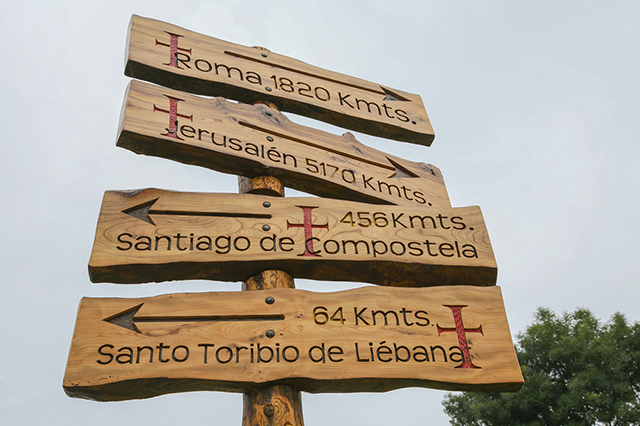 Roma 1820 Kmts.
Jerusalén 5170 Kmts.
456 Kmts.
Santiago de Compostela
64 Kmts.
Santo Toribio de Liébana